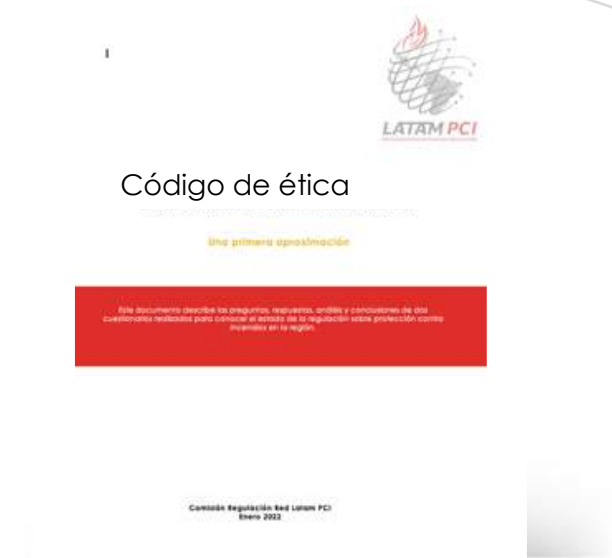 LATAM PCI
Código de ética
Una primera aproximación
Este documento describe las preguntas, respuestas, análisis y conclusiones de dos
cuestionarios realizados para conocer el estado de la regulación sobre protección contra
incendios en la región.
Comisión Regulación Red Latam PCI
Enero 2022